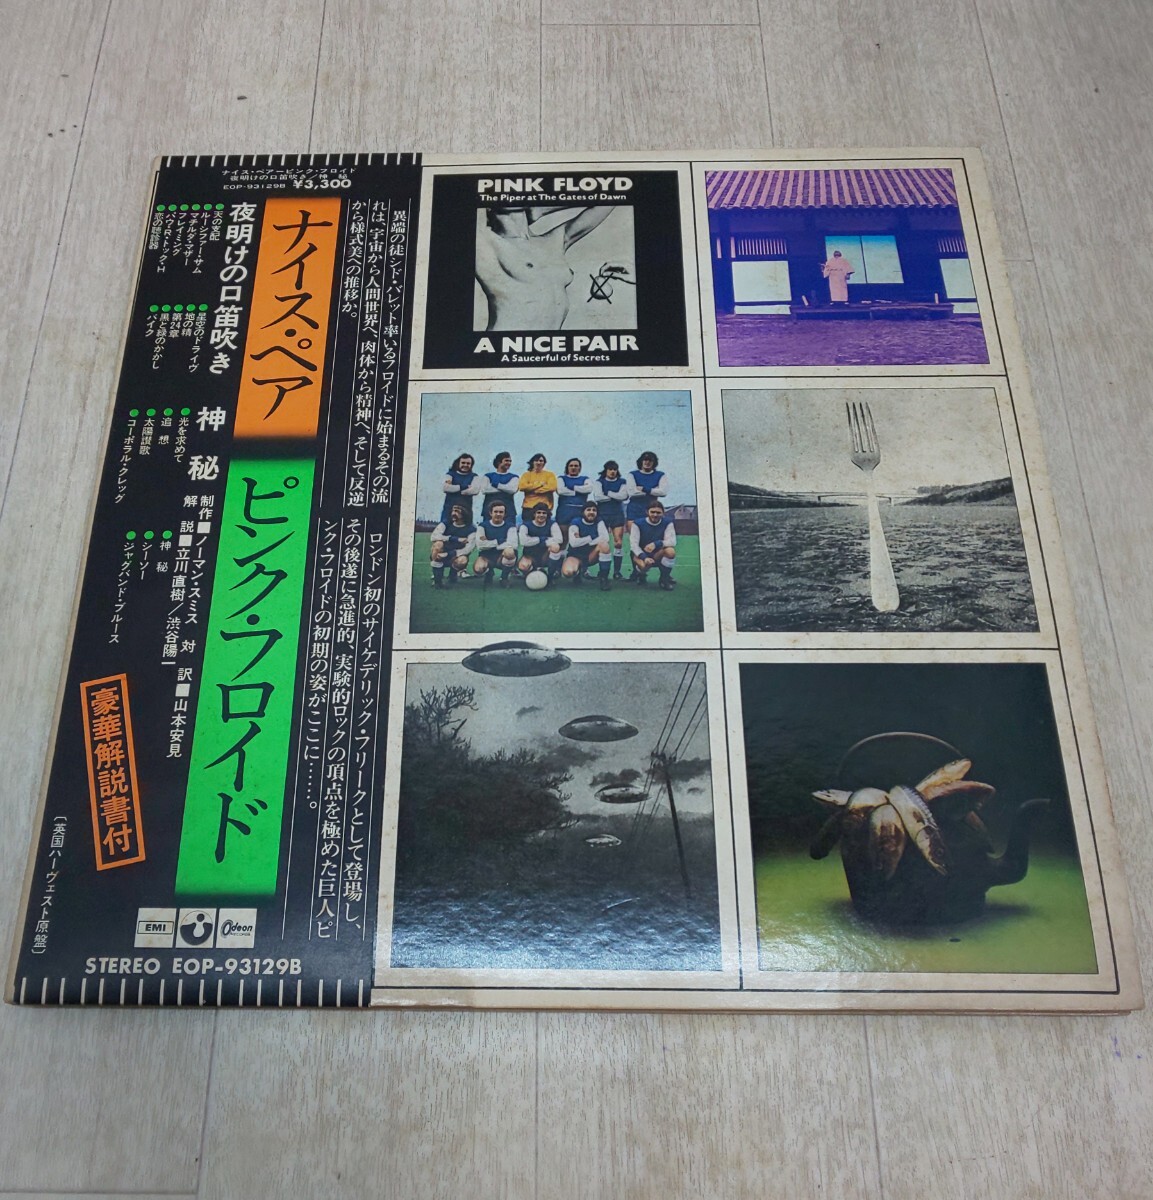 ナイス・ペアーピンク・フロイド
夜明けの口笛吹き/神 秘
EOP-93129B ¥3,300
ナイス・ペア
ピンク・フロイド
夜明けの口笛吹き
天の支配
ルーシファー・サム
マチルダ・マザー
フレイミング
パウ・R・トック・H
恋の聴診器
星空のドライヴ
地の精
第24章
黒と緑のかかし
バイク
神 秘
光を求めて
追 想
太陽讃歌
コーポラル・クレッグ
神 秘
シーソー
ジャグバンド・ブルース
制作■ノーマン・スミス 対 訳■山本安見
解 説■立川直樹/渋谷陽一
豪華解説書付
〔英国ハーヴェスト原盤〕
異端の徒シド・バレット率いるフロイドに始まるその流
れは、宇宙から人間世界へ、肉体から精神へ、そして反逆
から様式美への推移か。
ロンドン初のサイケデリック・フリークとして登場し、
その後遂に急進的、実験的ロックの頂点を極めた巨人ピ
ンク・フロイドの初期の姿がここに……。
EMI
Odeon
RECORDS
STEREO EOP-93129B
PINK FLOYD
The Piper at The Gates of Dawn
A NICE PAIR
A Saucerful of Secrets